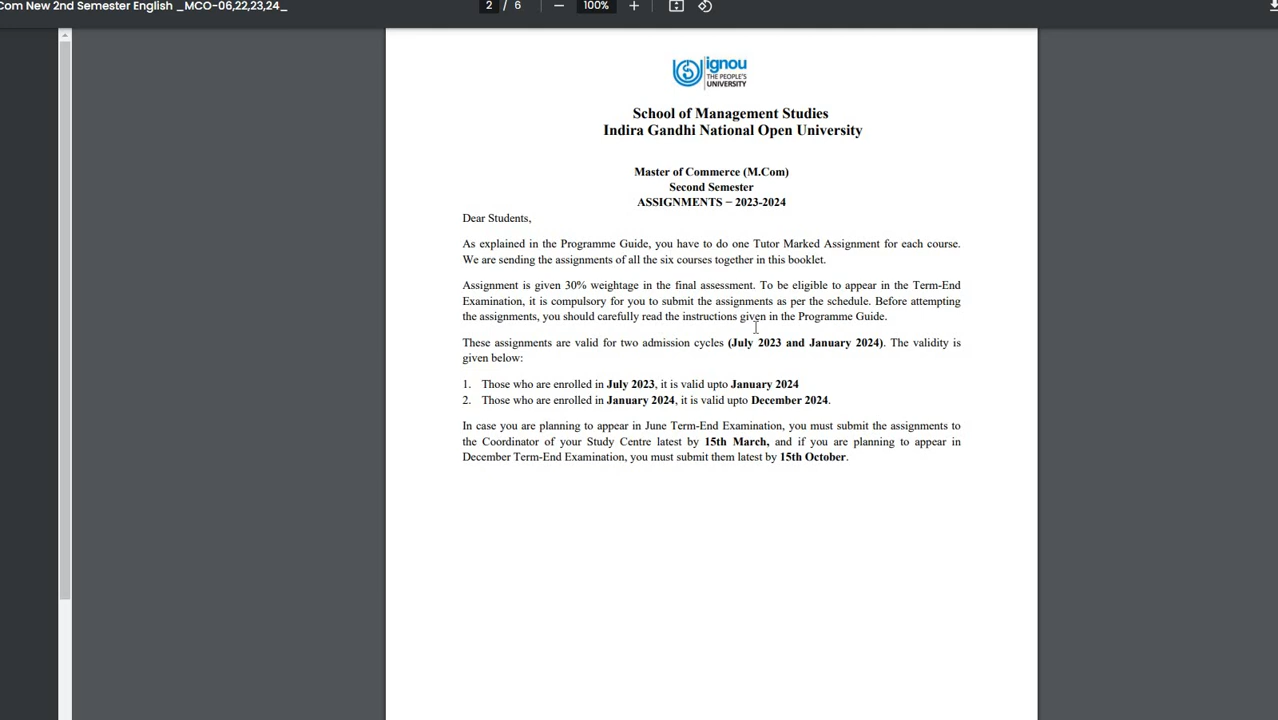 Com New 2nd Semester English _MCO-06,22,23,24_
2 / 6
100%
ignou
THE PEOPLE'S
UNIVERSITY
School of Management Studies
Indira Gandhi National Open University
Master of Commerce (M.Com)
Second Semester
ASSIGNMENTS – 2023-2024
Dear Students,
As explained in the Programme Guide, you have to do one Tutor Marked Assignment for each course.
We are sending the assignments of all the six courses together in this booklet.
Assignment is given 30% weightage in the final assessment. To be eligible to appear in the Term-End
Examination, it is compulsory for you to submit the assignments as per the schedule. Before attempting
the assignments, you should carefully read the instructions given in the Programme Guide.
These assignments are valid for two admission cycles (July 2023 and January 2024). The validity is
given below:
1. Those who are enrolled in July 2023, it is valid upto January 2024
2. Those who are enrolled in January 2024, it is valid upto December 2024.
In case you are planning to appear in June Term-End Examination, you must submit the assignments to
the Coordinator of your Study Centre latest by 15th March, and if you are planning to appear in
December Term-End Examination, you must submit them latest by 15th October.